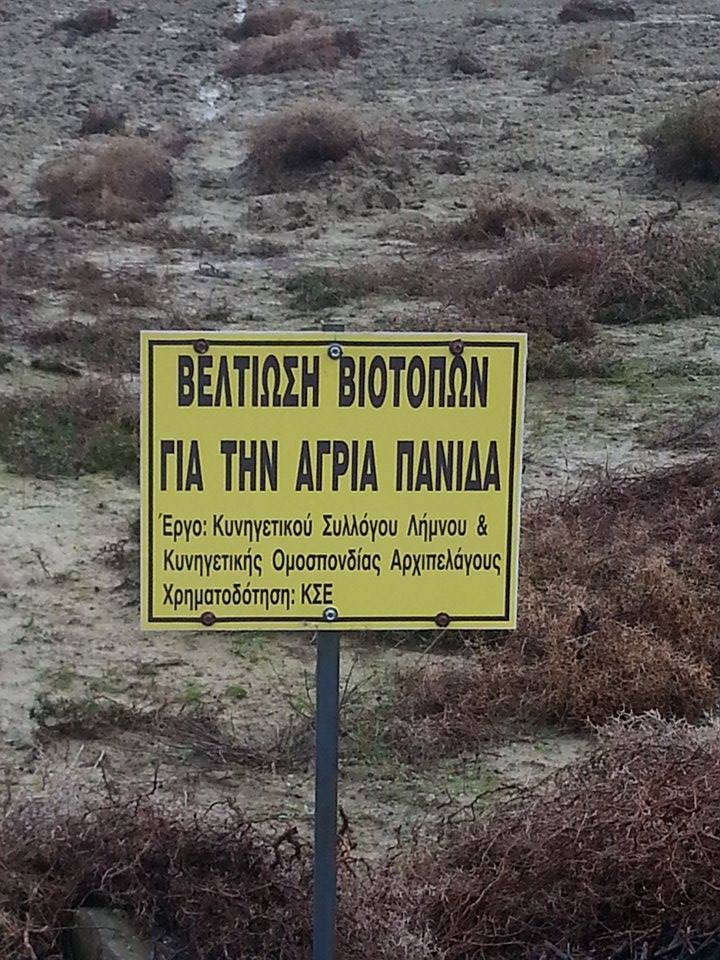 ΒΕΛΤΙΩΣΗ ΒΙΟΤΟΠΩΝ
ΓΙΑ ΤΗΝ ΑΓΡΙΑ ΠΑΝΙΔΑ
Έργο: Κυνηγετικού Συλλόγου Λήμνου &
Κυνηγετικής Ομοσπονδίας Αρχιπελάγους
Χρηματοδότηση: ΚΣΕ